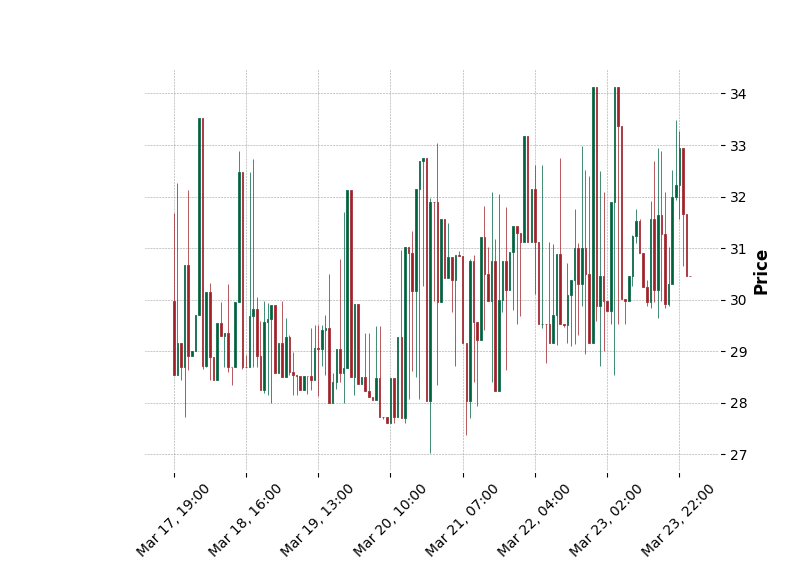 34
33
32
31
30
29
28
27
Price
Mar 17, 19:00
Mar 18, 16:00
Mar 19, 13:00
Mar 20, 10:00
Mar 21, 07:00
Mar 22, 04:00
Mar 23, 02:00
Mar 23, 22:00